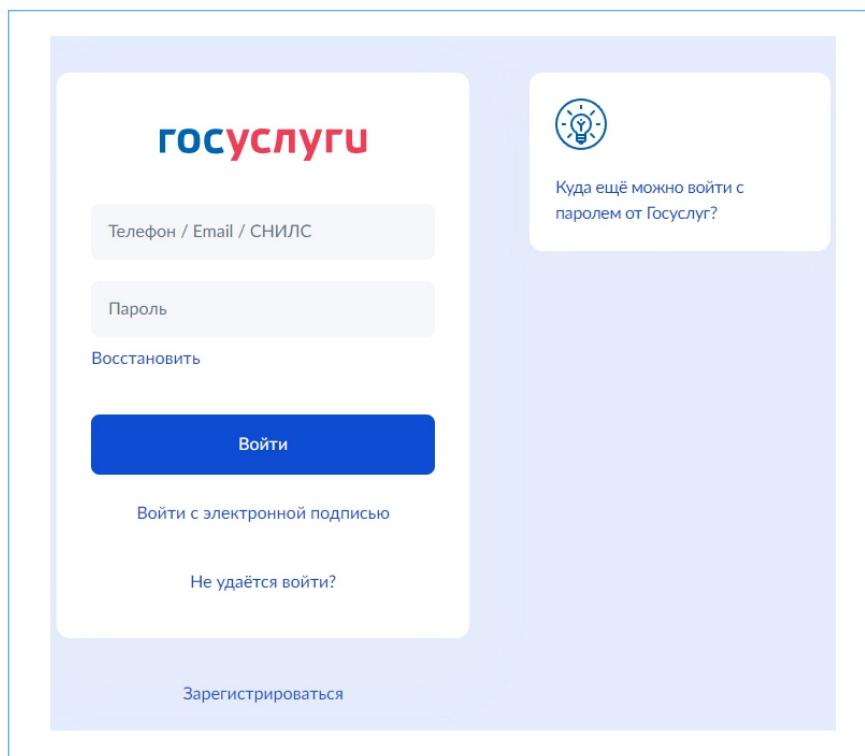 госуслуги
Телефон / Email / СНИЛС
Пароль
Восстановить
Войти
Войти с электронной подписью
Не удаётся войти?
Зарегистрироваться
Куда ещё можно войти с
паролем от Госуслуг?